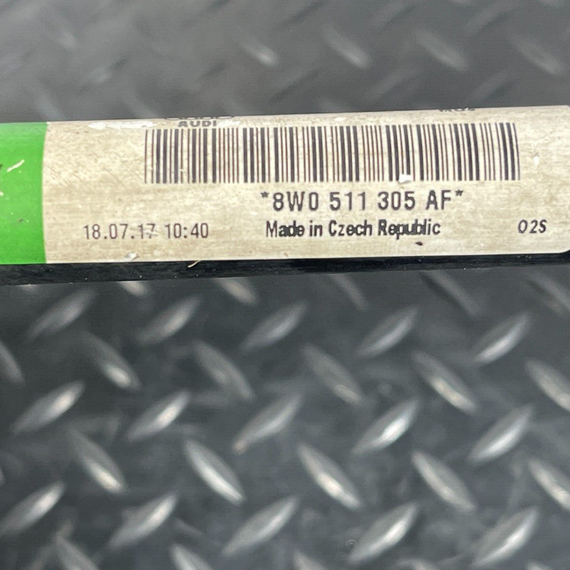 AUDI
*8W0 511 305 AF*
18.07.17 10:40 Made in Czech Republic 02S